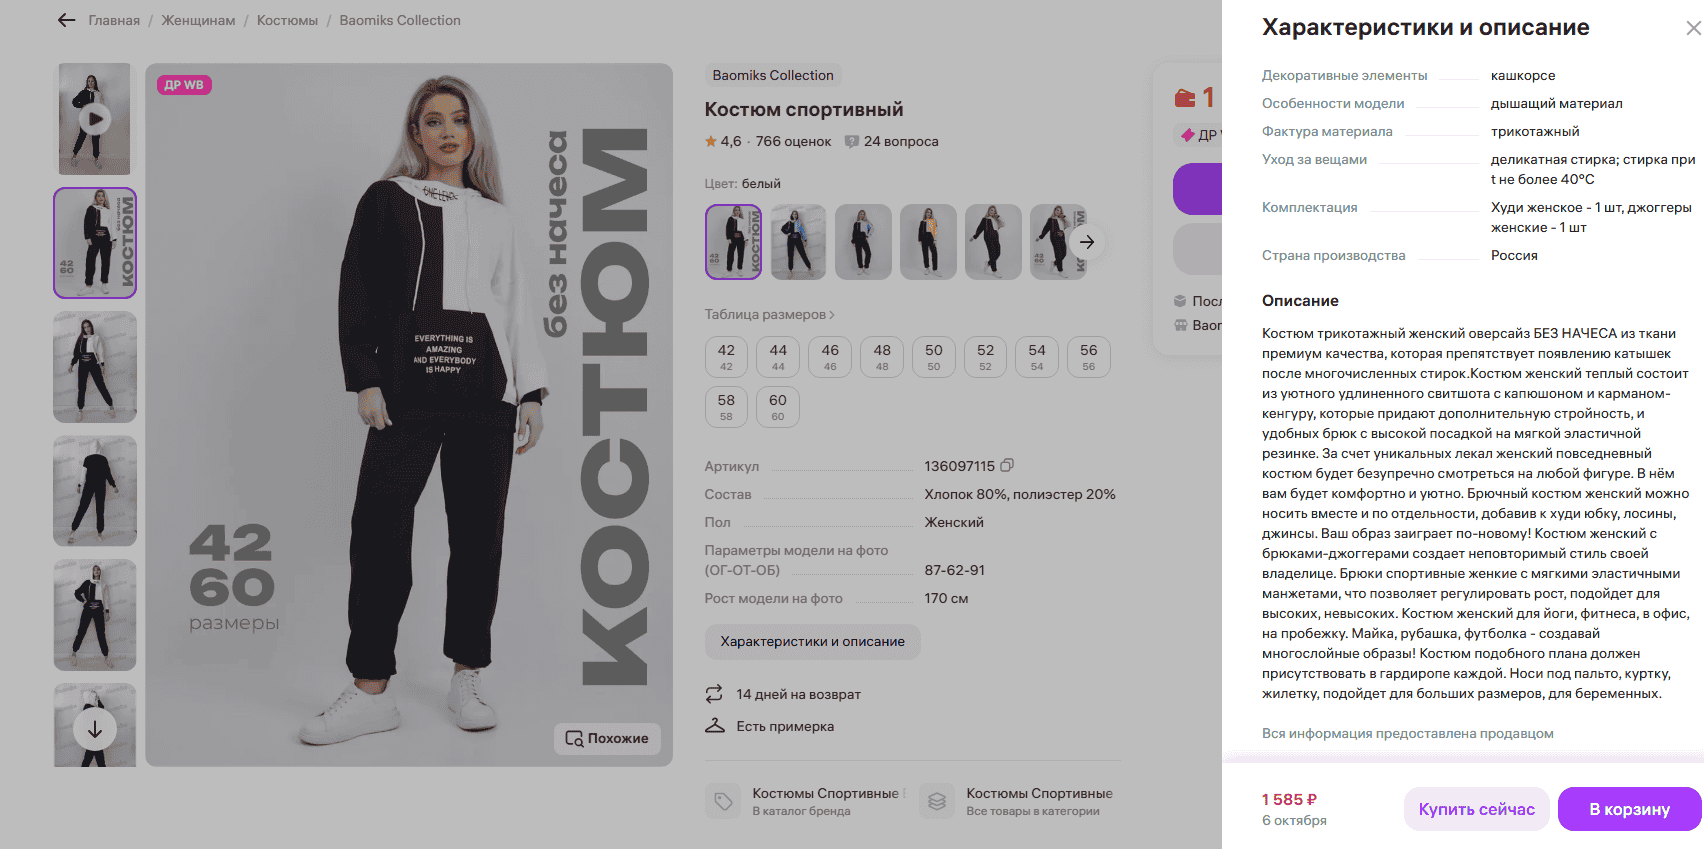 Главная / Женщинам / Костюмы / Baomiks Collection
ДР WB
без начеса
КОСТЮМ
ONE LEVEL
EVERYTHING IS
AMAZING
AND EVERYBODY
IS HAPPY
42
60
размеры
Похожие
Baomiks Collection
Костюм спортивный
4,6 · 766 оценок 24 вопроса
Цвет: белый
Таблица размеров
42 44 46 48 50 52 54 56
42 44 46 48 50 52 54 56
58 60
58 60
Артикул 136097115
Состав Хлопок 80%, полиэстер 20%
Пол Женский
Параметры модели на фото
(ОГ-ОТ-ОБ) 87-62-91
Рост модели на фото 170 см
Характеристики и описание
14 дней на возврат
Есть примерка
Костюмы Спортивные
В каталог бренда
Костюмы Спортивные
Все товары в категории
1
ДР
Посл
Baom
Характеристики и описание
Декоративные элементы кашкорсе
Особенности модели дышащий материал
Фактура материала трикотажный
Уход за вещами деликатная стирка; стирка при
t не более 40°C
Комплектация Худи женское - 1 шт, джоггеры
женские - 1 шт
Страна производства Россия
Описание
Костюм трикотажный женский оверсайз БЕЗ НАЧЕСА из ткани
премиум качества, которая препятствует появлению катышек
после многочисленных стирок.Костюм женский теплый состоит
из уютного удлиненного свитшота с капюшоном и карманом-
кенгуру, которые придают дополнительную стройность, и
удобных брюк с высокой посадкой на мягкой эластичной
резинке. За счет уникальных лекал женский повседневный
костюм будет безупречно смотреться на любой фигуре. В нём
вам будет комфортно и уютно. Брючный костюм женский можно
носить вместе и по отдельности, добавив к худи юбку, лосины,
джинсы. Ваш образ заиграет по-новому! Костюм женский с
брюками-джоггерами создает неповторимый стиль своей
владелице. Брюки спортивные женкие с мягкими эластичными
манжетами, что позволяет регулировать рост, подойдет для
высоких, невысоких. Костюм женский для йоги, фитнеса, в офис,
на пробежку. Майка, рубашка, футболка - создавай
многослойные образы! Костюм подобного плана должен
присутствовать в гардиропе каждой. Носи под пальто, куртку,
жилетку, подойдет для больших размеров, для беременных.
Вся информация предоставлена продавцом
1 585 ₽
6 октября
Купить сейчас
В корзину